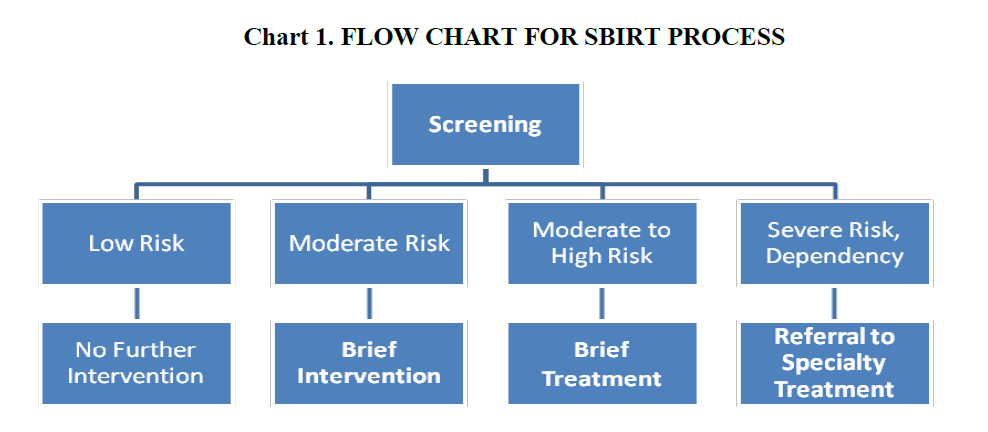 Chart 1. FLOW CHART FOR SBIRT PROCESS
Screening
Low Risk
Moderate Risk
Moderate to
High Risk
Severe Risk,
Dependency
No Further
Intervention
Brief
Intervention
Brief
Treatment
Referral to
Specialty
Treatment